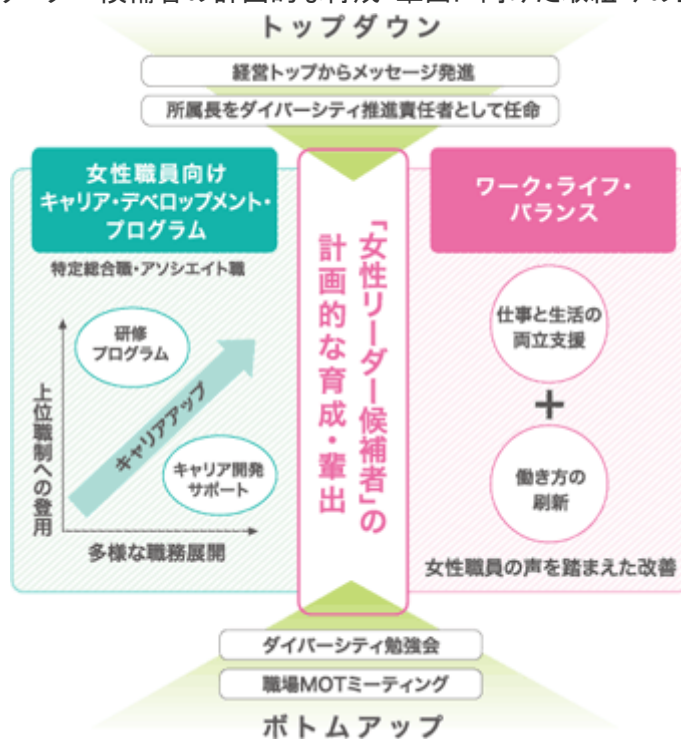 トップダウン
経営トップからメッセージ発進
所属長をダイバーシティ推進責任者として任命
女性職員向け
キャリア・デベロップメント・
プログラム
特定総合職・アソシエイト職
研修
プログラム
キャリアアップ
キャリア開発
サポート
上位職制への登用
多様な職務展開
「女性リーダー候補者」の
計画的な育成・輩出
ワーク・ライフ・
バランス
仕事と生活の
両立支援
+
働き方の
刷新
女性職員の声を踏まえた改善
ダイバーシティ勉強会
職場MOTミーティング
ボトムアップ